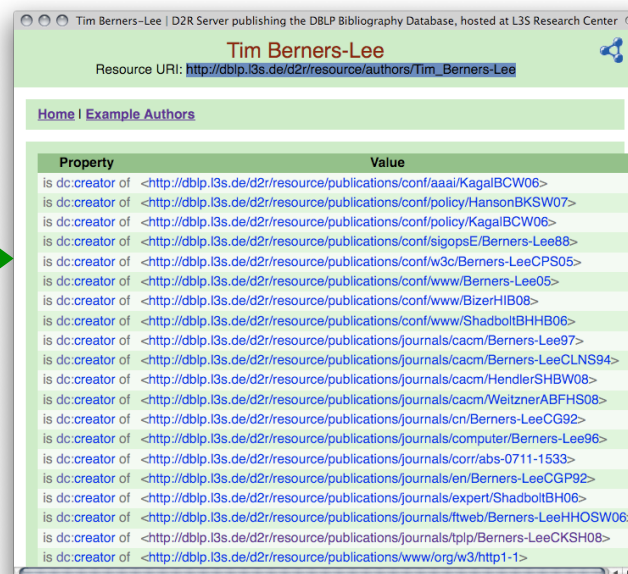 Tim Berners-Lee | D2R Server publishing the DBLP Bibliography Database, hosted at L3S Research Center
Tim Berners-Lee
Resource URI: http://dblp.l3s.de/d2r/resource/authors/Tim_Berners-Lee
Home | Example Authors
Property Value
is dc:creator of <http://dblp.l3s.de/d2r/resource/publications/conf/aaai/KagalBCW06>
is dc:creator of <http://dblp.l3s.de/d2r/resource/publications/conf/policy/HansonBKSW07>
is dc:creator of <http://dblp.l3s.de/d2r/resource/publications/conf/policy/KagalBCW06>
is dc:creator of <http://dblp.l3s.de/d2r/resource/publications/conf/sigopsE/Berners-Lee88>
is dc:creator of <http://dblp.l3s.de/d2r/resource/publications/conf/w3c/Berners-LeeCPS05>
is dc:creator of <http://dblp.l3s.de/d2r/resource/publications/conf/www/Berners-Lee05>
is dc:creator of <http://dblp.l3s.de/d2r/resource/publications/conf/www/BizerHIB08>
is dc:creator of <http://dblp.l3s.de/d2r/resource/publications/conf/www/ShadboltBHHB06>
is dc:creator of <http://dblp.l3s.de/d2r/resource/publications/journals/cacm/Berners-Lee97>
is dc:creator of <http://dblp.l3s.de/d2r/resource/publications/journals/cacm/Berners-LeeCLNS94>
is dc:creator of <http://dblp.l3s.de/d2r/resource/publications/journals/cacm/HendlerSHBW08>
is dc:creator of <http://dblp.l3s.de/d2r/resource/publications/journals/cacm/WeitznerABFHS08>
is dc:creator of <http://dblp.l3s.de/d2r/resource/publications/journals/cn/Berners-LeeCG92>
is dc:creator of <http://dblp.l3s.de/d2r/resource/publications/journals/computer/Berners-Lee96>
is dc:creator of <http://dblp.l3s.de/d2r/resource/publications/journals/corr/abs-0711-1533>
is dc:creator of <http://dblp.l3s.de/d2r/resource/publications/journals/en/Berners-LeeCGP92>
is dc:creator of <http://dblp.l3s.de/d2r/resource/publications/journals/expert/ShadboltBH06>
is dc:creator of <http://dblp.l3s.de/d2r/resource/publications/journals/ftweb/Berners-LeeHHOSW06>
is dc:creator of <http://dblp.l3s.de/d2r/resource/publications/journals/tplp/Berners-LeeCKSH08>
is dc:creator of <http://dblp.l3s.de/d2r/resource/publications/www/org/w3/http1-1>